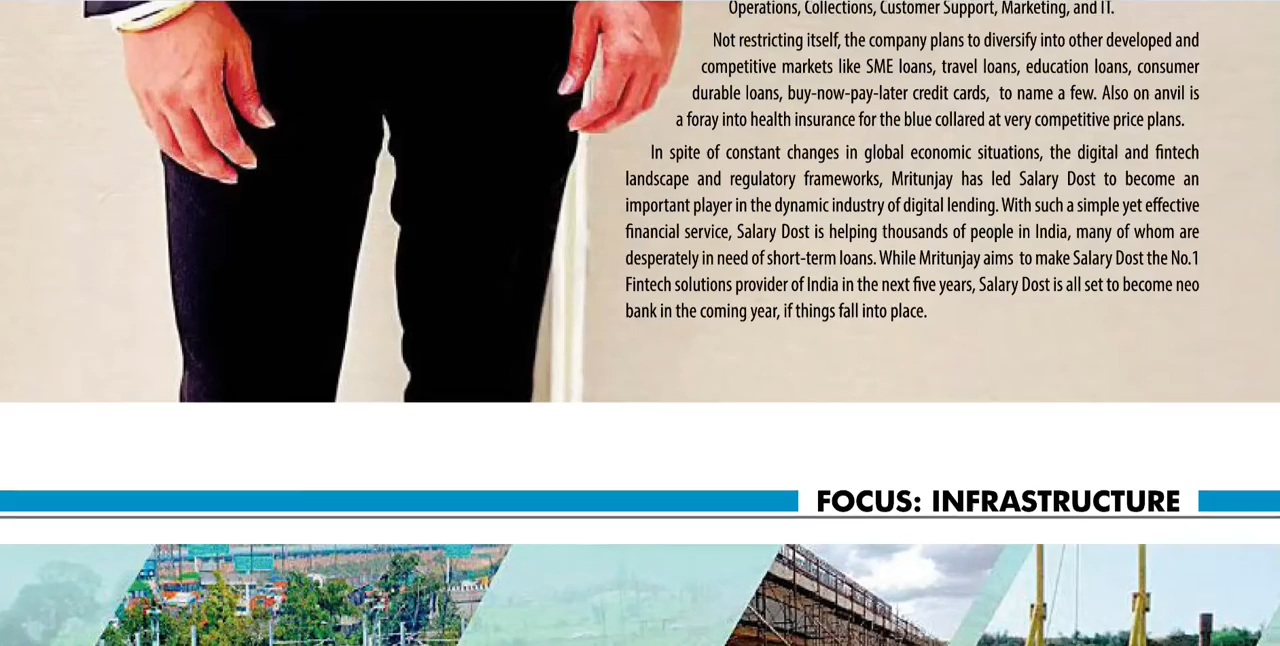 Operations, Collections, Customer Support, Marketing, and IT.
Not restricting itself, the company plans to diversify into other developed and
competitive markets like SME loans, travel loans, education loans, consumer
durable loans, buy-now-pay-later credit cards, to name a few. Also on anvil is
a foray into health insurance for the blue collared at very competitive price plans.
In spite of constant changes in global economic situations, the digital and fintech
landscape and regulatory frameworks, Mritunjay has led Salary Dost to become an
important player in the dynamic industry of digital lending. With such a simple yet effective
financial service, Salary Dost is helping thousands of people in India, many of whom are
desperately in need of short-term loans. While Mritunjay aims to make Salary Dost the No.1
Fintech solutions provider of India in the next five years, Salary Dost is all set to become neo
bank in the coming year, if things fall into place.
FOCUS: INFRASTRUCTURE